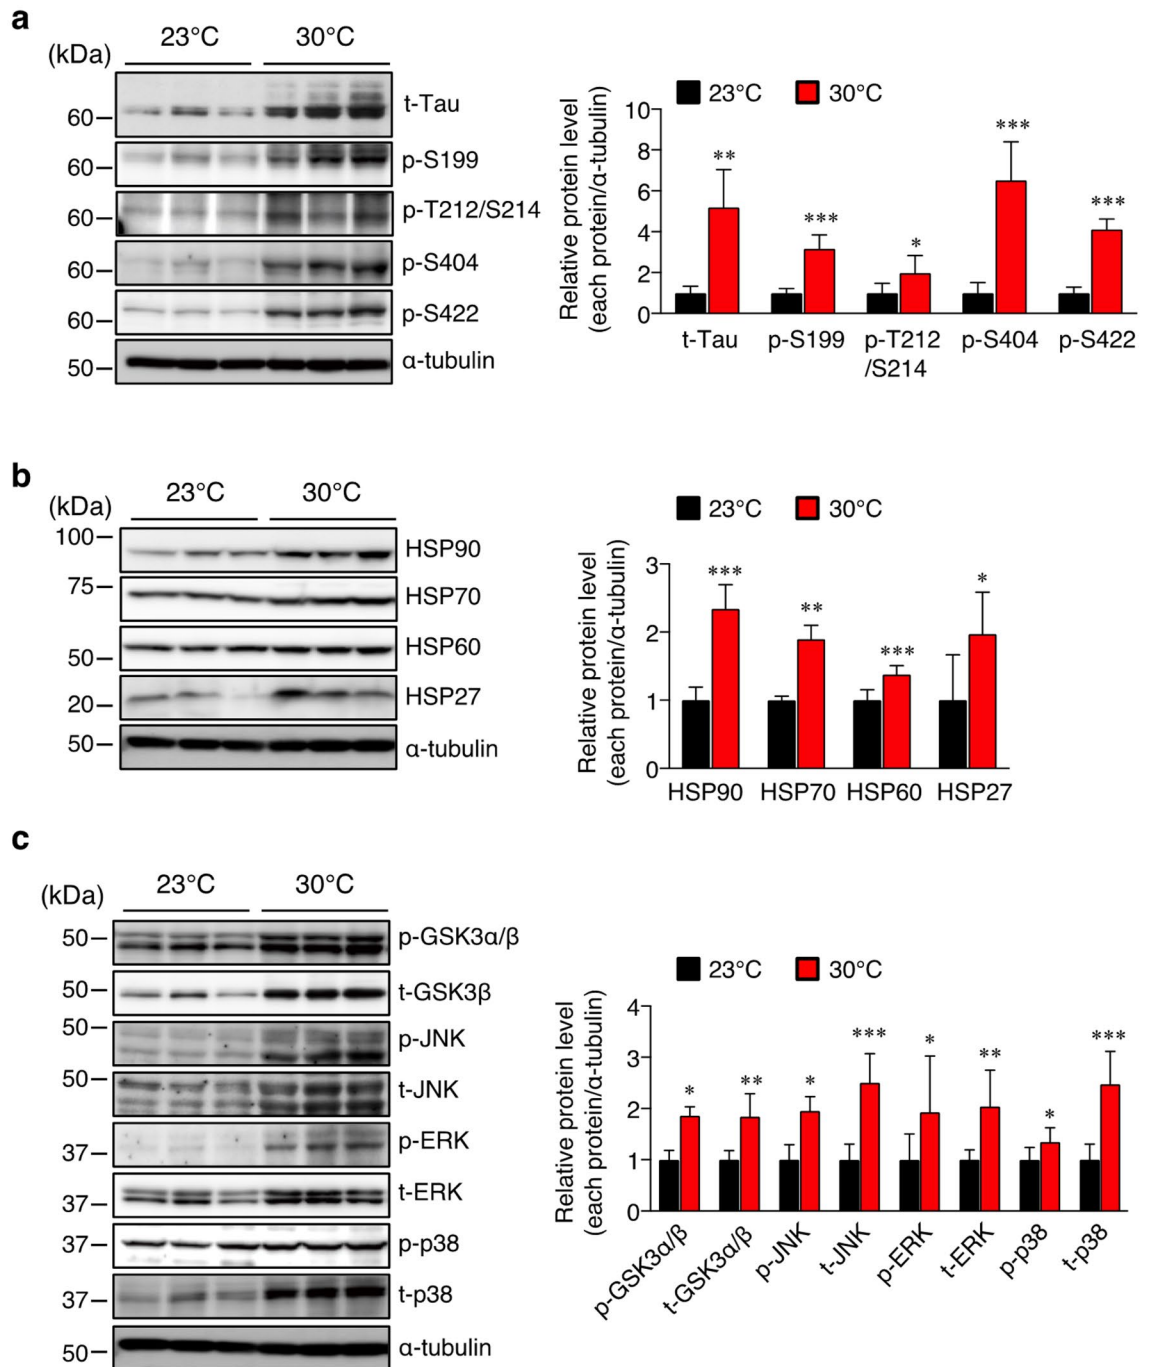 a
(kDa)
23°C 30°C
60 t-Tau
60 p-S199
60 p-T212/S214
60 p-S404
60 p-S422
50 α-tubulin
23°C 30°C
Relative protein level
(each protein/α-tubulin)
10
8
6
4
2
0
** *** * *** ***
t-Tau p-S199 p-T212 p-S404 p-S422
/S214
b
(kDa)
23°C 30°C
100 HSP90
75 HSP70
50 HSP60
20 HSP27
50 α-tubulin
23°C 30°C
Relative protein level
(each protein/α-tubulin)
3
2
1
0
*** ** *** *
HSP90 HSP70 HSP60 HSP27
c
(kDa)
23°C 30°C
50 p-GSK3α/β
50 t-GSK3β
50 p-JNK
50 t-JNK
37 p-ERK
37 t-ERK
37 p-p38
37 t-p38
50 α-tubulin
23°C 30°C
Relative protein level
(each protein/α-tubulin)
4
3
2
1
0
* ** * *** * ** * ***
p-GSK3α/β t-GSK3α/β p-JNK t-JNK p-ERK t-ERK p-p38 t-p38